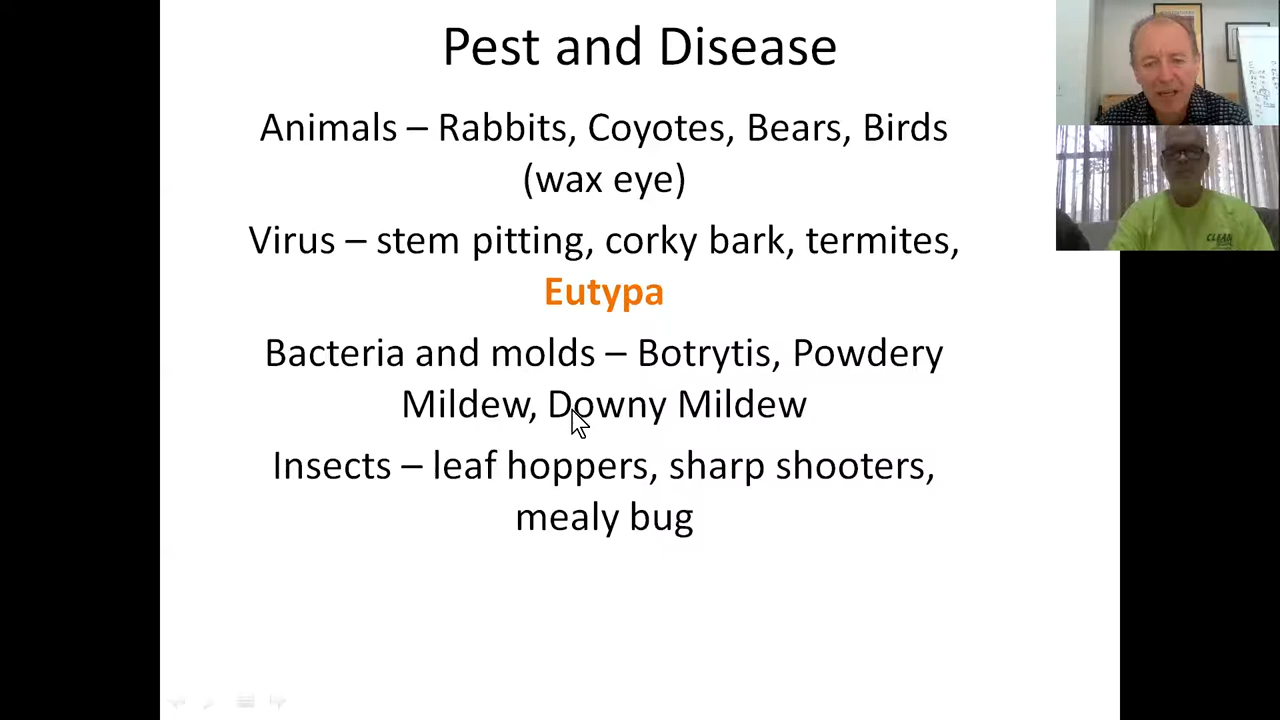 Pest and Disease
Animals – Rabbits, Coyotes, Bears, Birds
(wax eye)
Virus – stem pitting, corky bark, termites,
Eutypa
Bacteria and molds – Botrytis, Powdery
Mildew, Downy Mildew
Insects – leaf hoppers, sharp shooters,
mealy bug
CLEAN